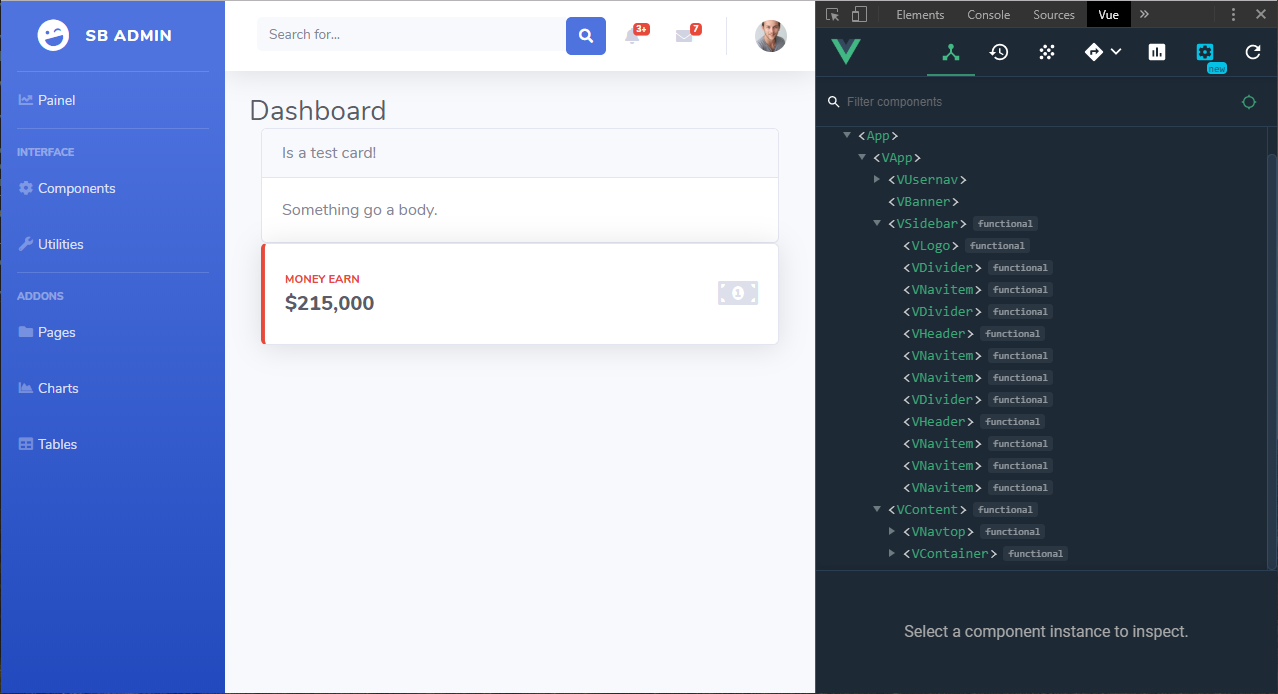 SB ADMIN
Painel
INTERFACE
Components
Utilities
ADDONS
Pages
Charts
Tables
Search for...
3+
7
Dashboard
Is a test card!
Something go a body.
MONEY EARN
$215,000
1
Elements Console Sources Vue »
new
Filter components
<App>
<VApp>
<VUsernav>
<VBanner>
<VSidebar> functional
<VLogo> functional
<VDivider> functional
<VNavitem> functional
<VDivider> functional
<VHeader> functional
<VNavitem> functional
<VNavitem> functional
<VDivider> functional
<VHeader> functional
<VNavitem> functional
<VNavitem> functional
<VNavitem> functional
<VContent> functional
<VNavtop> functional
<VContainer> functional
Select a component instance to inspect.